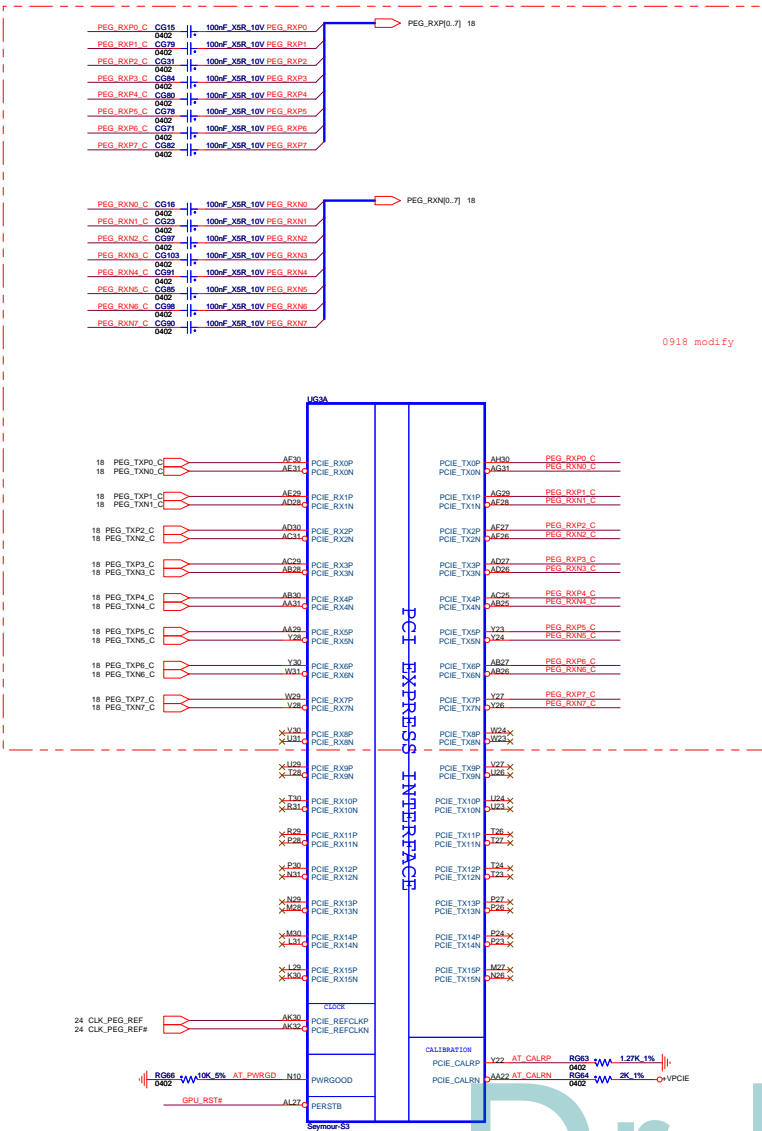 PEG_RXP0_C CG15 100nF_X5R_10V PEG_RXP0 PEG_RXP[0..7] 18
0402
PEG_RXP1_C CG79 100nF_X5R_10V PEG_RXP1
0402
PEG_RXP2_C CG31 100nF_X5R_10V PEG_RXP2
0402
PEG_RXP3_C CG84 100nF_X5R_10V PEG_RXP3
0402
PEG_RXP4_C CG80 100nF_X5R_10V PEG_RXP4
0402
PEG_RXP5_C CG78 100nF_X5R_10V PEG_RXP5
0402
PEG_RXP6_C CG71 100nF_X5R_10V PEG_RXP6
0402
PEG_RXP7_C CG82 100nF_X5R_10V PEG_RXP7
0402
PEG_RXN0_C CG16 100nF_X5R_10V PEG_RXN0 PEG_RXN[0..7] 18
0402
PEG_RXN1_C CG23 100nF_X5R_10V PEG_RXN1
0402
PEG_RXN2_C CG97 100nF_X5R_10V PEG_RXN2
0402
PEG_RXN3_C CG103 100nF_X5R_10V PEG_RXN3
0402
PEG_RXN4_C CG91 100nF_X5R_10V PEG_RXN4
0402
PEG_RXN5_C CG85 100nF_X5R_10V PEG_RXN5
0402
PEG_RXN6_C CG98 100nF_X5R_10V PEG_RXN6
0402
PEG_RXN7_C CG90 100nF_X5R_10V PEG_RXN7
0402
0918 modify
UG3A
18 PEG_TXP0_C AF30 PCIE_RX0P PCIE_TX0P AH30 PEG_RXP0_C
18 PEG_TXN0_C AE31 PCIE_RX0N PCIE_TX0N AG31 PEG_RXN0_C
18 PEG_TXP1_C AE29 PCIE_RX1P PCIE_TX1P AG29 PEG_RXP1_C
18 PEG_TXN1_C AD28 PCIE_RX1N PCIE_TX1N AF28 PEG_RXN1_C
18 PEG_TXP2_C AD30 PCIE_RX2P PCIE_TX2P AF27 PEG_RXP2_C
18 PEG_TXN2_C AC31 PCIE_RX2N PCIE_TX2N AF26 PEG_RXN2_C
18 PEG_TXP3_C AC29 PCIE_RX3P PCIE_TX3P AD27 PEG_RXP3_C
18 PEG_TXN3_C AB28 PCIE_RX3N PCIE_TX3N AD26 PEG_RXN3_C
18 PEG_TXP4_C AB30 PCIE_RX4P PCIE_TX4P AC25 PEG_RXP4_C
18 PEG_TXN4_C AA31 PCIE_RX4N PCIE_TX4N AB25 PEG_RXN4_C
18 PEG_TXP5_C AA29 PCIE_RX5P PCIE_TX5P Y23 PEG_RXP5_C
18 PEG_TXN5_C Y28 PCIE_RX5N PCIE_TX5N Y24 PEG_RXN5_C
18 PEG_TXP6_C Y30 PCIE_RX6P PCIE_TX6P AB27 PEG_RXP6_C
18 PEG_TXN6_C W31 PCIE_RX6N PCIE_TX6N AB26 PEG_RXN6_C
18 PEG_TXP7_C W29 PCIE_RX7P PCIE_TX7P Y27 PEG_RXP7_C
18 PEG_TXN7_C V28 PCIE_RX7N PCIE_TX7N Y26 PEG_RXN7_C
PCI EXPRESS INTERFACE
V30 PCIE_RX8P PCIE_TX8P W24
U31 PCIE_RX8N PCIE_TX8N W23
U29 PCIE_RX9P PCIE_TX9P V27
T28 PCIE_RX9N PCIE_TX9N U26
T30 PCIE_RX10P PCIE_TX10P U24
R31 PCIE_RX10N PCIE_TX10N U23
R29 PCIE_RX11P PCIE_TX11P T26
P28 PCIE_RX11N PCIE_TX11N T27
P30 PCIE_RX12P PCIE_TX12P T24
N31 PCIE_RX12N PCIE_TX12N T23
N29 PCIE_RX13P PCIE_TX13P P27
M28 PCIE_RX13N PCIE_TX13N P26
M30 PCIE_RX14P PCIE_TX14P P24
L31 PCIE_RX14N PCIE_TX14N P23
L29 PCIE_RX15P PCIE_TX15P M27
K30 PCIE_RX15N PCIE_TX15N N26
CLOCK
24 CLK_PEG_REF AK30 PCIE_REFCLKP
24 CLK_PEG_REF# AK32 PCIE_REFCLKN
CALIBRATION
PCIE_CALRP Y22 AT_CALRP RG63 1.27K_1%
0402
RG66 10K_5% AT_PWRGD N10 PWRGOOD PCIE_CALRN AA22 AT_CALRN RG64 2K_1% +VPCIE
0402 0402
GPU_RST# AL27 PERSTB
Seymour-S3